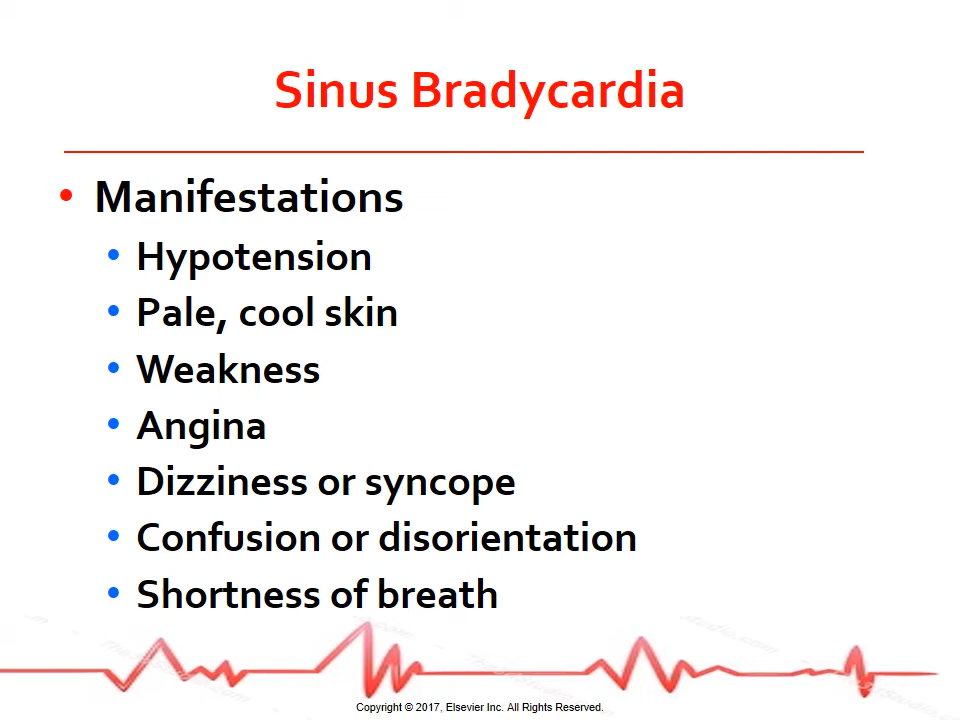 Sinus Bradycardia
• Manifestations
• Hypotension
• Pale, cool skin
• Weakness
• Angina
• Dizziness or syncope
• Confusion or disorientation
• Shortness of breath
Copyright © 2017, Elsevier Inc. All Rights Reserved.